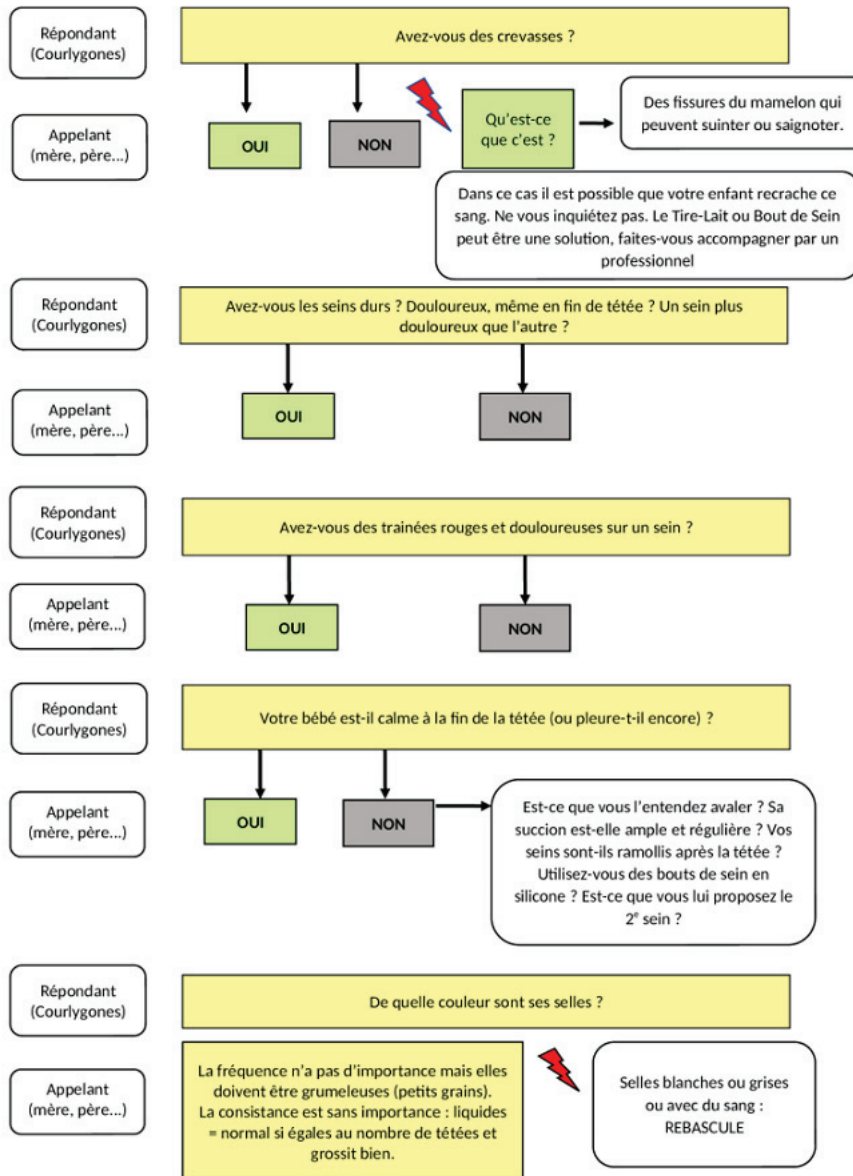 Répondant
(Courlygones)
Avez-vous des crevasses ?
Appelant
(mère, père...)
OUI
NON
Qu'est-ce
que c'est ?
Des fissures du mamelon qui
peuvent suinter ou saignoter.
Dans ce cas il est possible que votre enfant recrache ce
sang. Ne vous inquiétez pas. Le Tire-Lait ou Bout de Sein
peut être une solution, faites-vous accompagner par un
professionnel
Répondant
(Courlygones)
Avez-vous les seins durs ? Douloureux, même en fin de tétée ? Un sein plus
douloureux que l'autre ?
Appelant
(mère, père...)
OUI
NON
Répondant
(Courlygones)
Avez-vous des trainées rouges et douloureuses sur un sein ?
Appelant
(mère, père...)
OUI
NON
Répondant
(Courlygones)
Votre bébé est-il calme à la fin de la tétée (ou pleure-t-il encore) ?
Appelant
(mère, père...)
OUI
NON
Est-ce que vous l'entendez avaler ? Sa
succion est-elle ample et régulière ? Vos
seins sont-ils ramollis après la tétée ?
Utilisez-vous des bouts de sein en
silicone ? Est-ce que vous lui proposez le
2e sein ?
Répondant
(Courlygones)
De quelle couleur sont ses selles ?
Appelant
(mère, père...)
La fréquence n'a pas d'importance mais elles
doivent être grumeleuses (petits grains).
La consistance est sans importance : liquides
= normal si égales au nombre de tétées et
grossit bien.
Selles blanches ou grises
ou avec du sang :
REBASCULE